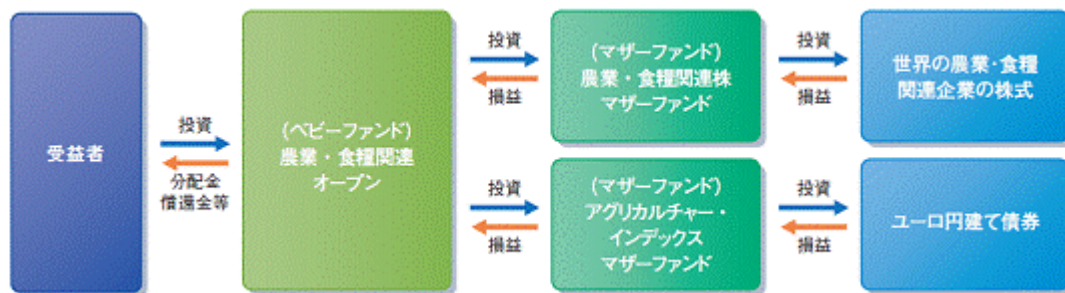 受益者
投資
分配金
償還金等
(ベビーファンド)
農業・食糧関連
オープン
投資
損益
(マザーファンド)
農業・食糧関連株
マザーファンド
投資
損益
世界の農業・食糧
関連企業の株式
投資
損益
(マザーファンド)
アグリカルチャー・
インデックス
マザーファンド
投資
損益
ユーロ円建て債券